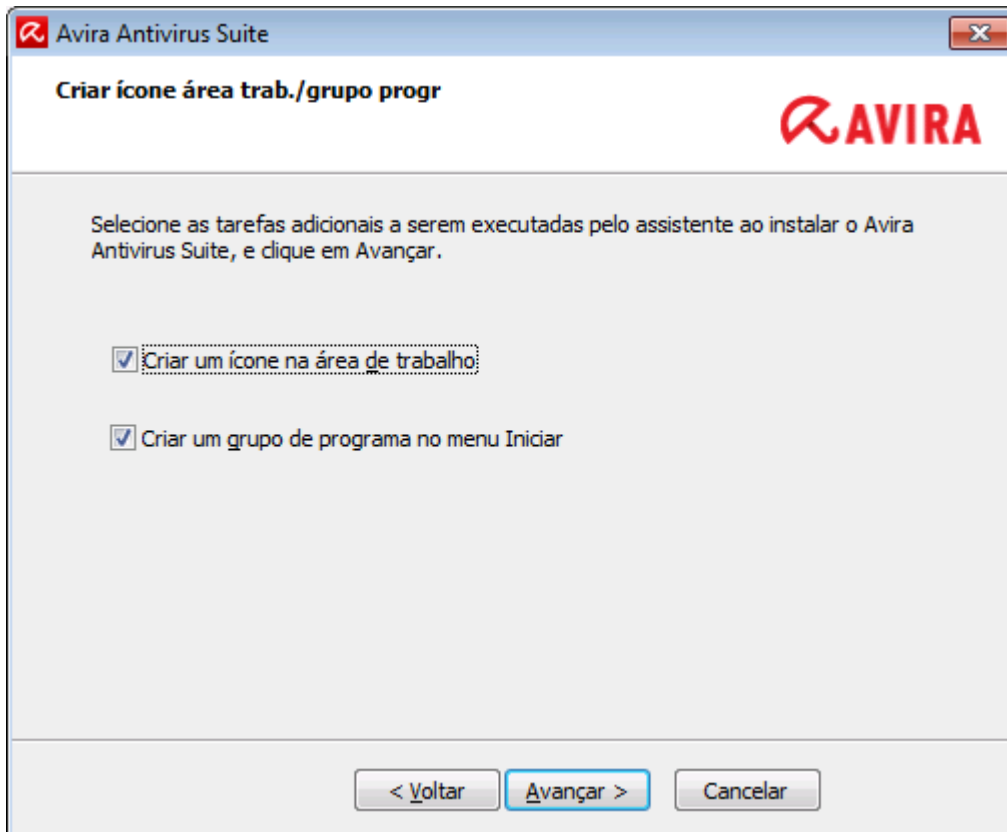 Avira Antivirus Suite
Criar ícone área trab./grupo progr
AVIRA
Selecione as tarefas adicionais a serem executadas pelo assistente ao instalar o Avira
Antivirus Suite, e clique em Avançar.
Criar um ícone na área de trabalho
Criar um grupo de programa no menu Iniciar
< Voltar Avançar > Cancelar